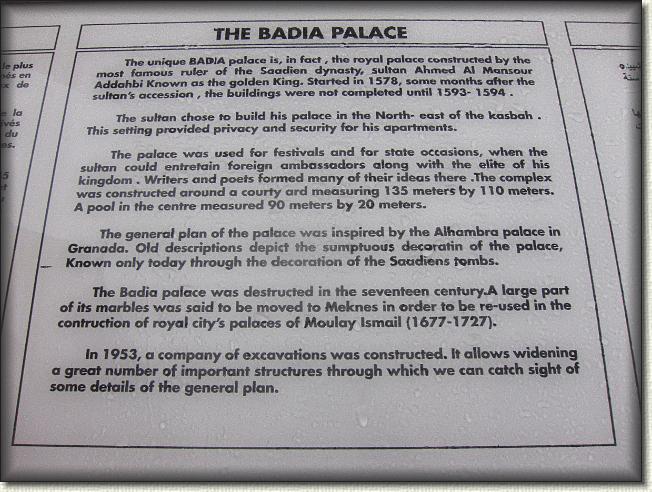 THE BADIA PALACE
The unique BADIA palace is, in fact , the royal palace constructed by the
most famous ruler of the Saadien dynasty, sultan Ahmed Al Mansour
Addahbi Known as the golden King. Started in 1578, some months after the
sultan's accession , the buildings were not completed until 1593- 1594 .
The sultan chose to build his palace in the North- east of the kasbah .
This setting provided privacy and security for his apartments.
The palace was used for festivals and for state occasions, when the
sultan could entretain foreign ambassadors along with the elite of his
kingdom . Writers and poets formed many of their ideas there .The complex
was constructed around a courty ard measuring 135 meters by 110 meters.
A pool in the centre measured 90 meters by 20 meters.
The general plan of the palace was inspired by the Alhambra palace in
Granada. Old descriptions depict the sumptuous decoratin of the palace,
Known only today through the decoration of the Saadiens tombs.
The Badia palace was destructed in the seventeen century.A large part
of its marbles was said to be moved to Meknes in order to be re-used in the
contruction of royal city's palaces of Moulay Ismail (1677-1727).
In 1953, a company of excavations was constructed. It allows widening
a great number of important structures through which we can catch sight of
some details of the general plan.
le plus
en
de
la
du